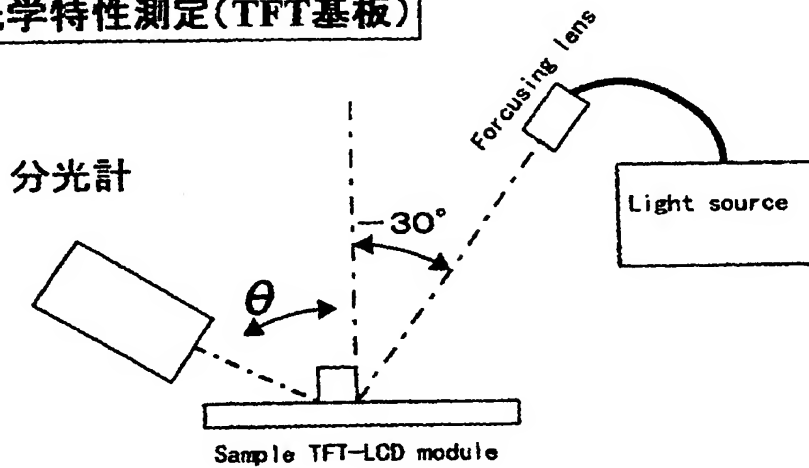 学特性測定(TFT基板)
Forcusing lens
分光計
Light source
−30°
θ
Sample TFT-LCD module